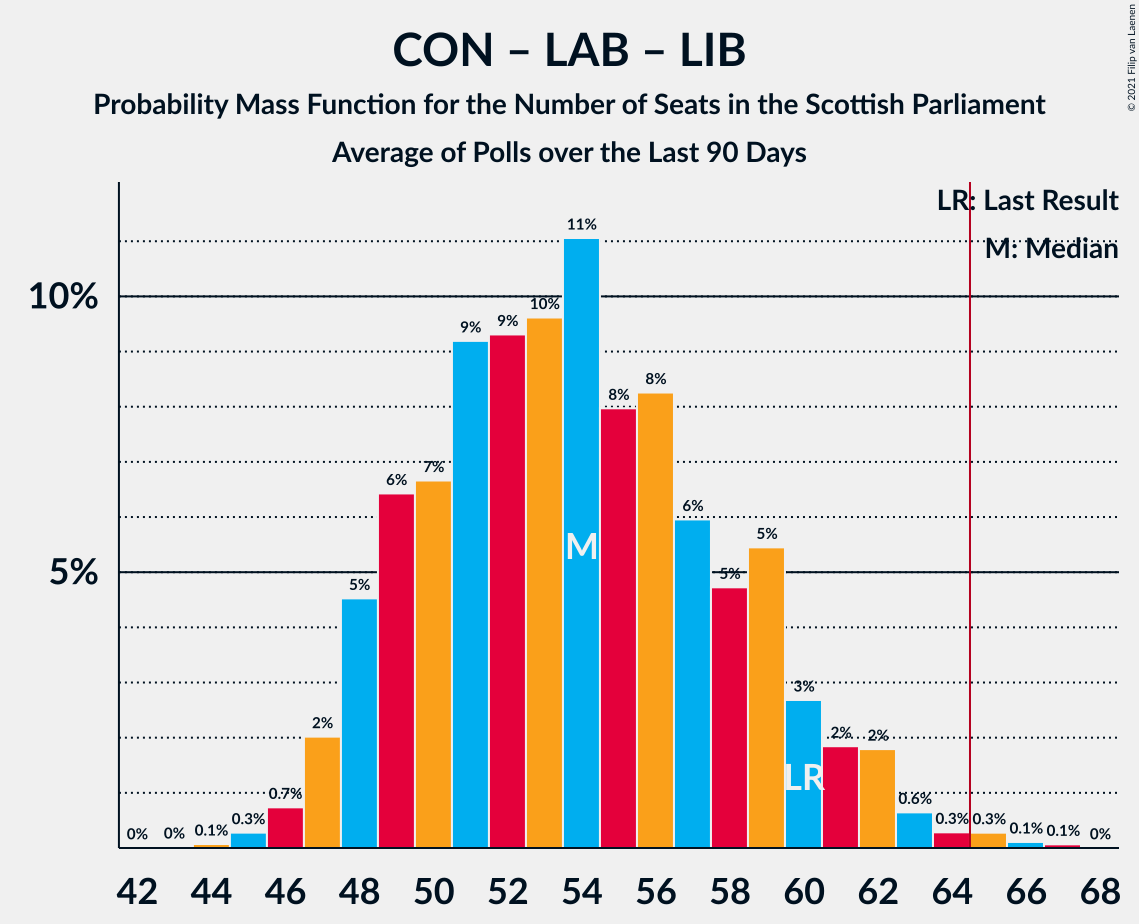 CON – LAB – LIB
Probability Mass Function for the Number of Seats in the Scottish Parliament
Average of Polls over the Last 90 Days
© 2021 Filip van Laenen
LR: Last Result
M: Median
10%
5%
0% 0% 0.1% 0.3% 0.7% 2% 5% 6% 7% 9% 9% 10% 11% 8% 8% 6% 5% 5% 3% 2% 2% 0.6% 0.3% 0.3% 0.1% 0.1% 0%
M
LR
42 44 46 48 50 52 54 56 58 60 62 64 66 68